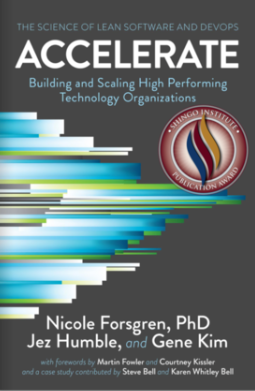 THE SCIENCE OF LEAN SOFTWARE AND DEVOPS
ACCELERATE
Building and Scaling High Performing
Technology Organizations
SHINGO INSTITUTE
PUBLICATION AWARD
Nicole Forsgren, PhD
Jez Humble, and Gene Kim
with forewords by Martin Fowler and Courtney Kissler
and a case study contributed by Steve Bell and Karen Whitley Bell